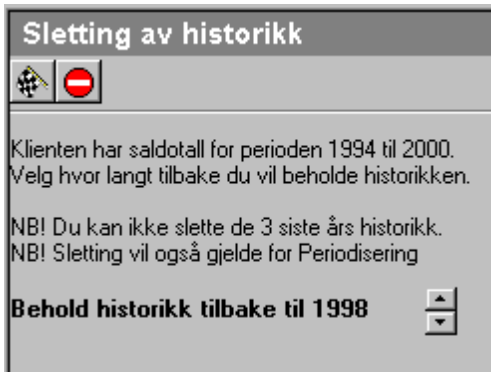 Sletting av historikk
Klienten har saldotall for perioden 1994 til 2000.
Velg hvor langt tilbake du vil beholde historikken.
NB! Du kan ikke slette de 3 siste års historikk.
NB! Sletting vil også gjelde for Periodisering
Behold historikk tilbake til 1998